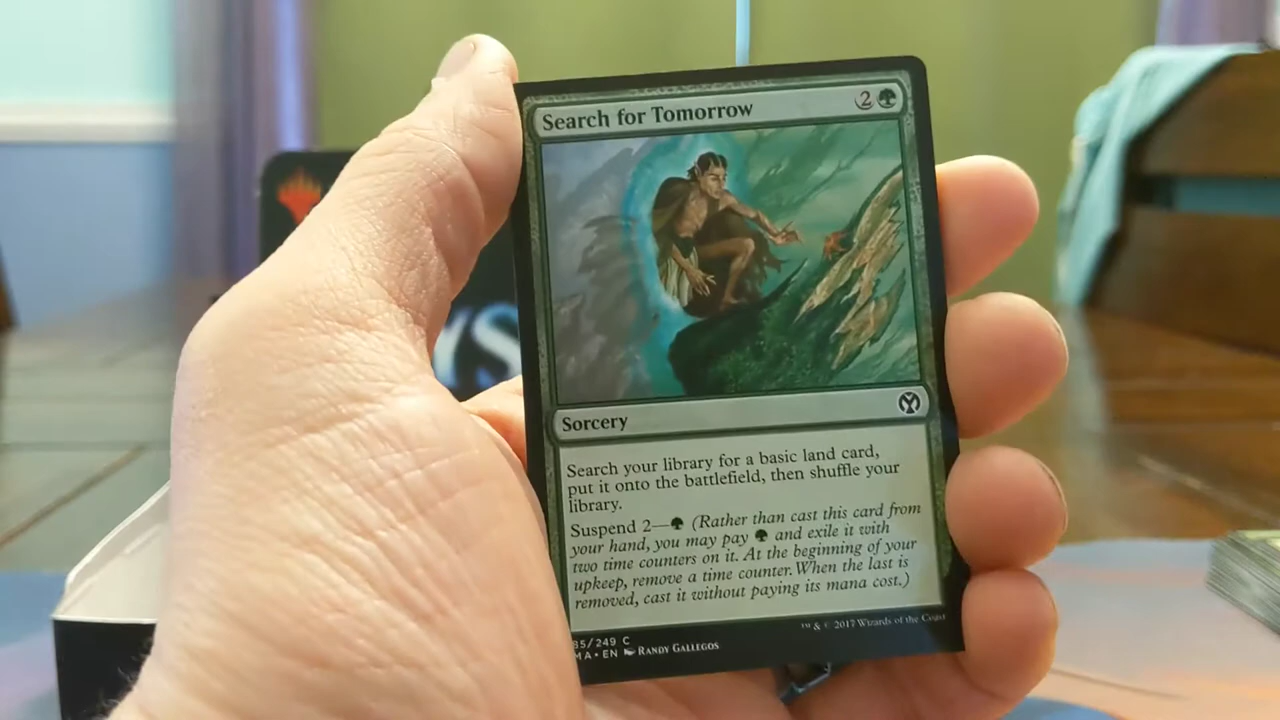 Search for Tomorrow
2
Sorcery
Search your library for a basic land card,
put it onto the battlefield, then shuffle your
library.
Suspend 2— (Rather than cast this card from
your hand, you may pay and exile it with
two time counters on it. At the beginning of your
upkeep, remove a time counter. When the last is
removed, cast it without paying its mana cost.)
™ & © 2017 Wizards of the Coast
85/249 C
MA • EN RANDY GALLEGOS